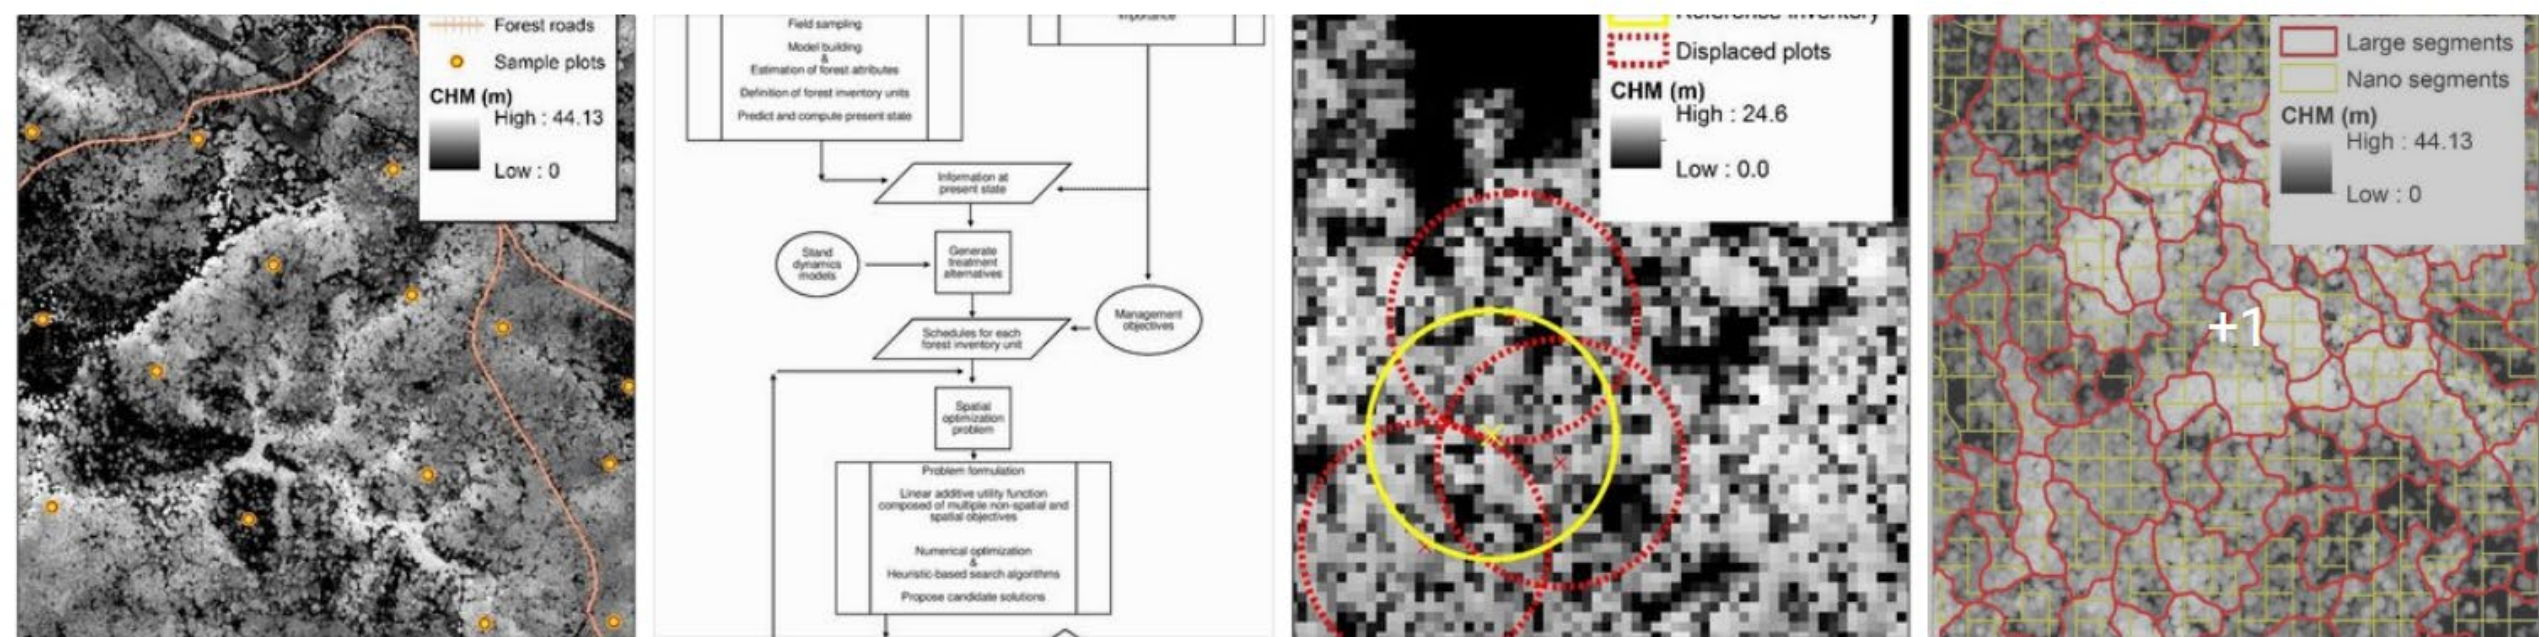 Forest roads
Sample plots
CHM (m)
High : 44.13
Low : 0
Field sampling
Model building
&
Estimation of forest attributes
Definition of forest inventory units
Predict and compute present state
importance
Information at
present state
Stand
dynamics
models
Generate
treatment
alternatives
Schedules for each
forest inventory unit
Management
objectives
Spatial
optimization
problem
Problem formulation
Linear additive utility function
composed of multiple non-spatial and
spatial objectives
Numerical optimization
&
Heuristic-based search algorithms
Propose candidate solutions
Reference inventory
Displaced plots
CHM (m)
High : 24.6
Low : 0.0
Large segments
Nano segments
CHM (m)
High : 44.13
Low : 0
+1